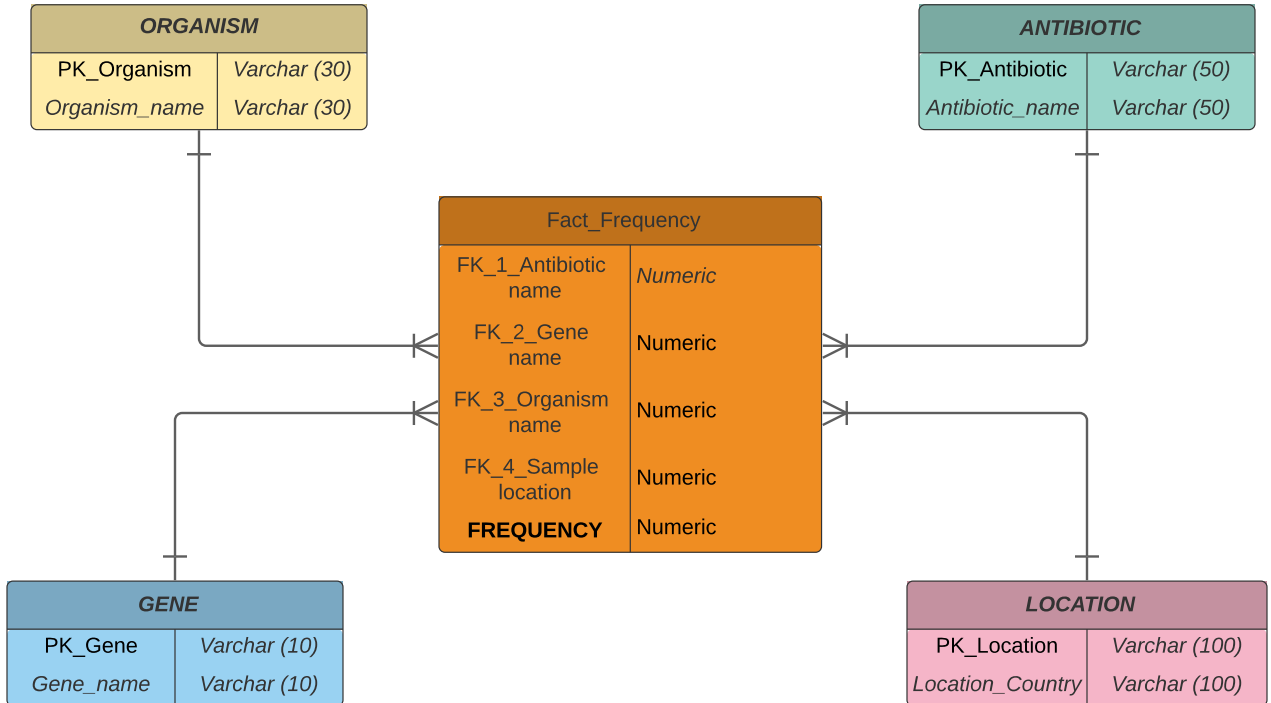 ORGANISM
PK_Organism Varchar (30)
Organism_name Varchar (30)
ANTIBIOTIC
PK_Antibiotic Varchar (50)
Antibiotic_name Varchar (50)
Fact_Frequency
FK_1_Antibiotic
name
Numeric
FK_2_Gene
name
Numeric
FK_3_Organism
name
Numeric
FK_4_Sample
location
Numeric
FREQUENCY Numeric
GENE
PK_Gene Varchar (10)
Gene_name Varchar (10)
LOCATION
PK_Location Varchar (100)
Location_Country Varchar (100)